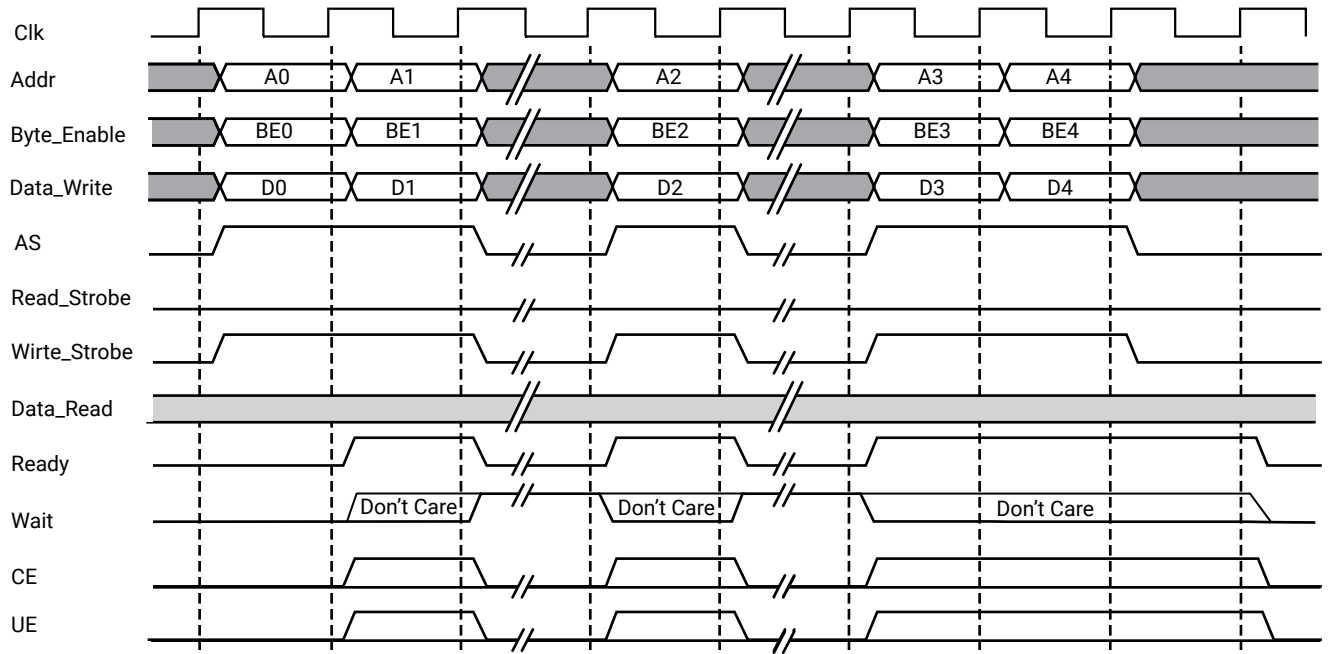 Clk
Addr A0 A1 A2 A3 A4
Byte_Enable BE0 BE1 BE2 BE3 BE4
Data_Write D0 D1 D2 D3 D4
AS
Read_Strobe
Wirte_Strobe
Data_Read
Ready
Wait Don't Care Don't Care Don't Care
CE
UE